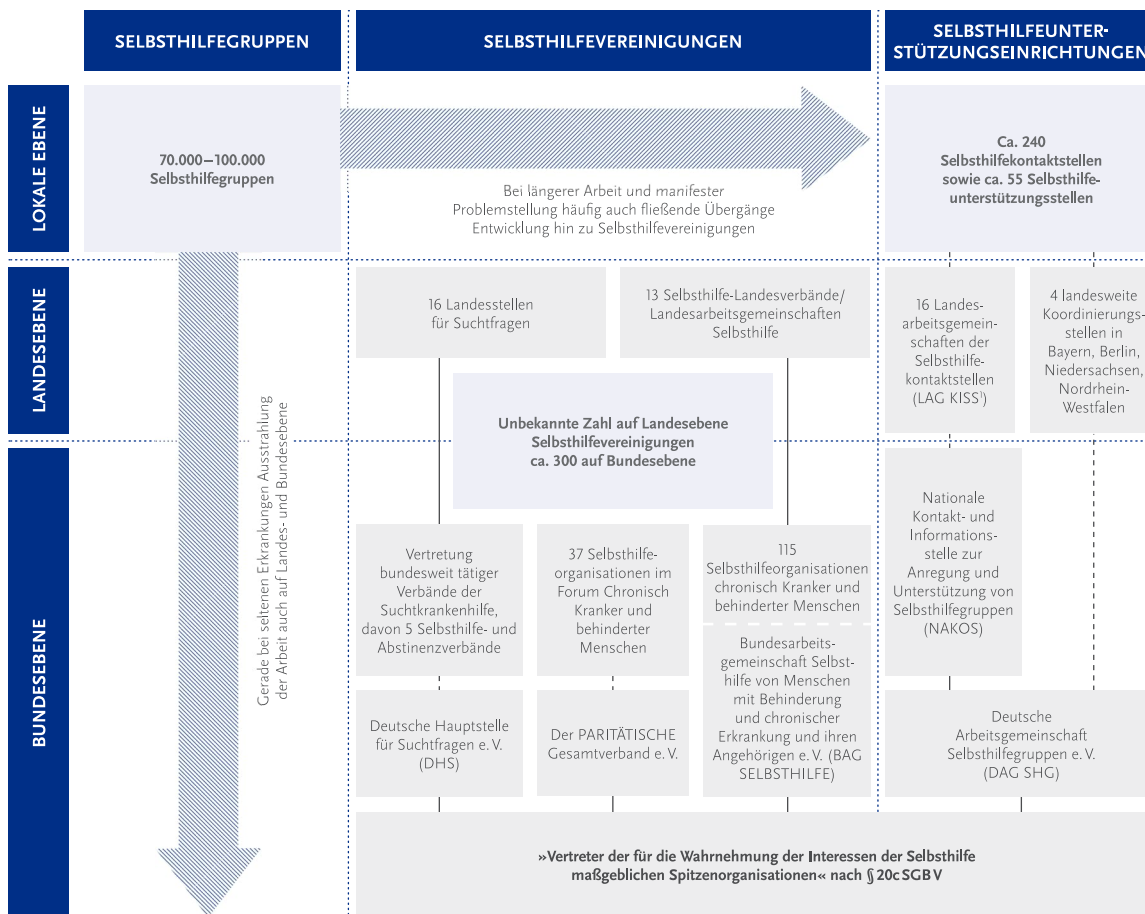 SELBSTHILFEGRUPPEN
SELBSTHILFEVEREINIGUNGEN
SELBSTHILFEUNTER-
STÜTZUNGSEINRICHTUNGEN
LOKALE EBENE
70.000–100.000
Selbsthilfegruppen
Bei längerer Arbeit und manifester
Problemstellung häufig auch fließende Übergänge
Entwicklung hin zu Selbsthilfevereinigungen
Ca. 240
Selbsthilfekontaktstellen
sowie ca. 55 Selbsthilfe-
unterstützungsstellen
LANDESEBENE
16 Landesstellen
für Suchtfragen
13 Selbsthilfe-Landesverbände/
Landesarbeitsgemeinschaften
Selbsthilfe
16 Landes-
arbeitsgemein-
schaften der
Selbsthilfe-
kontaktstellen
(LAG KISS¹)
4 landesweite
Koordinierungs-
stellen in
Bayern, Berlin,
Niedersachsen,
Nordrhein-
Westfalen
Unbekannte Zahl auf Landesebene
Selbsthilfevereinigungen
ca. 300 auf Bundesebene
Gerade bei seltenen Erkrankungen Ausstrahlung
der Arbeit auch auf Landes- und Bundesebene
BUNDESEBENE
Vertretung
bundesweit tätiger
Verbände der
Suchtkrankenhilfe,
davon 5 Selbsthilfe- und
Abstinenzverbände
37 Selbsthilfe-
organisationen im
Forum Chronisch
Kranker und
behinderter
Menschen
115
Selbsthilfeorganisationen
chronisch Kranker und
behinderter Menschen
Bundesarbeits-
gemeinschaft Selbst-
hilfe von Menschen
mit Behinderung
und chronischer
Erkrankung und ihren
Angehörigen e. V. (BAG
SELBSTHILFE)
Nationale
Kontakt- und
Informations-
stelle zur
Anregung und
Unterstützung von
Selbsthilfegruppen
(NAKOS)
Deutsche Hauptstelle
für Suchtfragen e. V.
(DHS)
Der PARITÄTISCHE
Gesamtverband e. V.
Deutsche
Arbeitsgemeinschaft
Selbsthilfegruppen e. V.
(DAG SHG)
»Vertreter der für die Wahrnehmung der Interessen der Selbsthilfe
maßgeblichen Spitzenorganisationen« nach § 20c SGB V